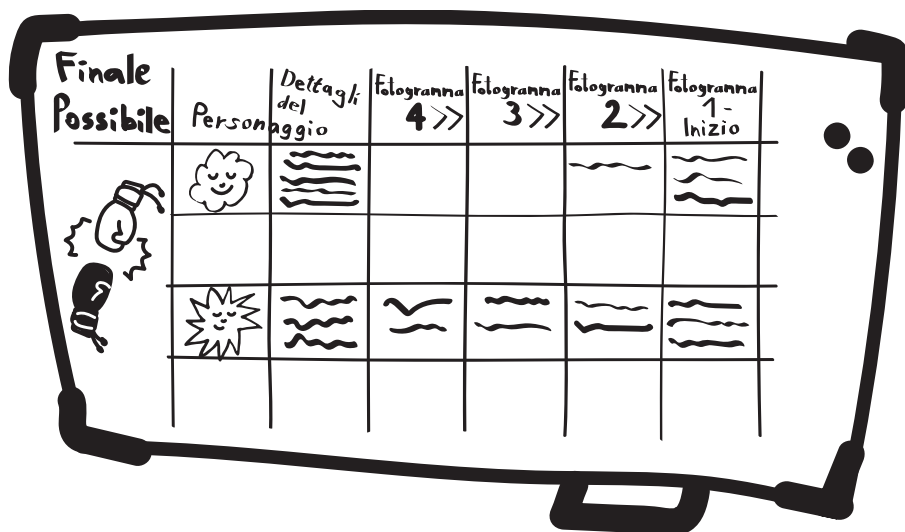 Finale
Possibile
Personaggio
Dettagli
del
Fotogranna
4 >>
Fotogranna
3 >>
Fotogranna
2 >>
Fotogranna
1 -
Inizio